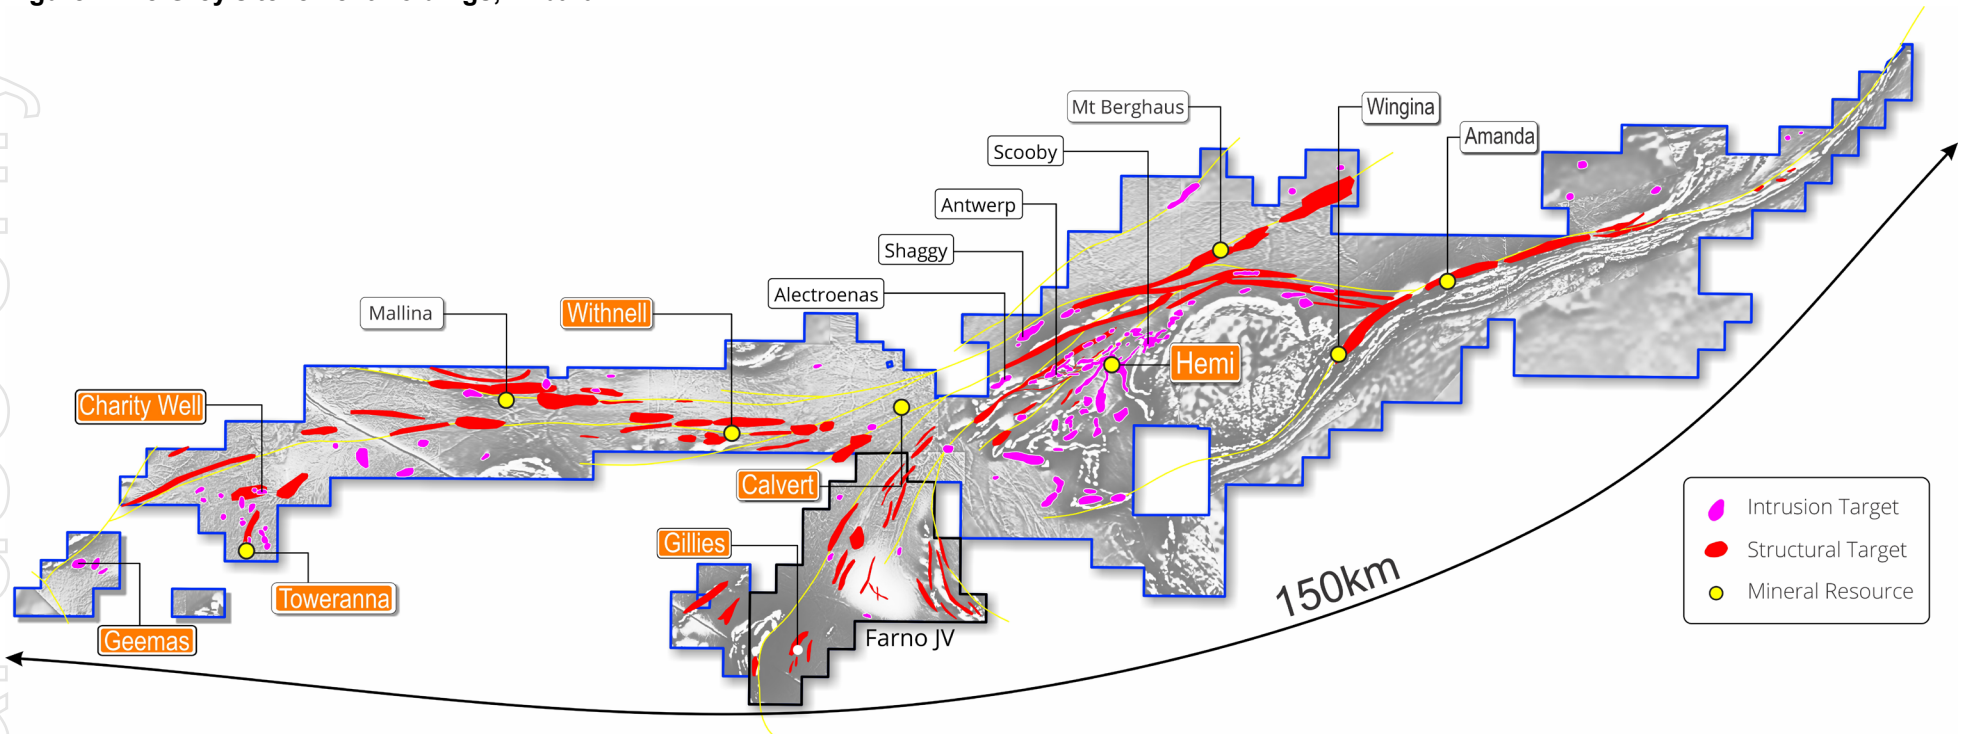 Mt Berghaus
Wingina
Amanda
Scooby
Antwerp
Shaggy
Alectroenas
Mallina
Withnell
Hemi
Charity Well
Calvert
Gillies
Toweranna
Geemas
Farno JV
150km
Intrusion Target
Structural Target
Mineral Resource